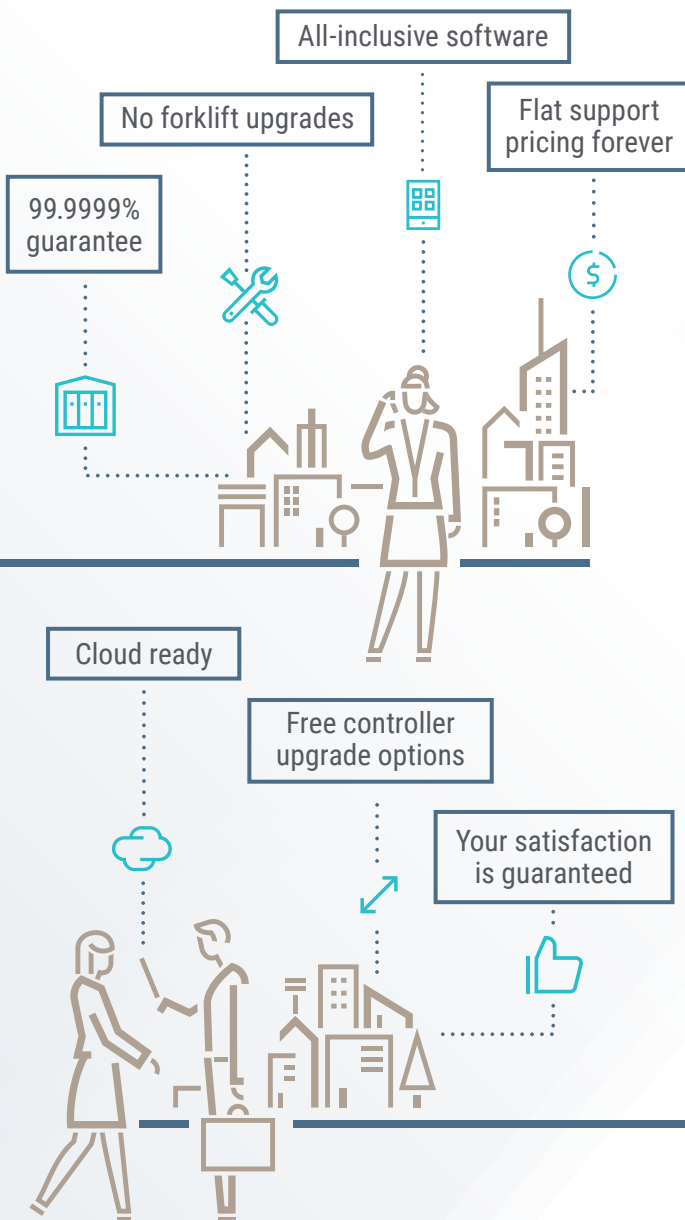 All-inclusive software
No forklift upgrades
Flat support
pricing forever
99.9999%
guarantee
$
Cloud ready
Free controller
upgrade options
Your satisfaction
is guaranteed